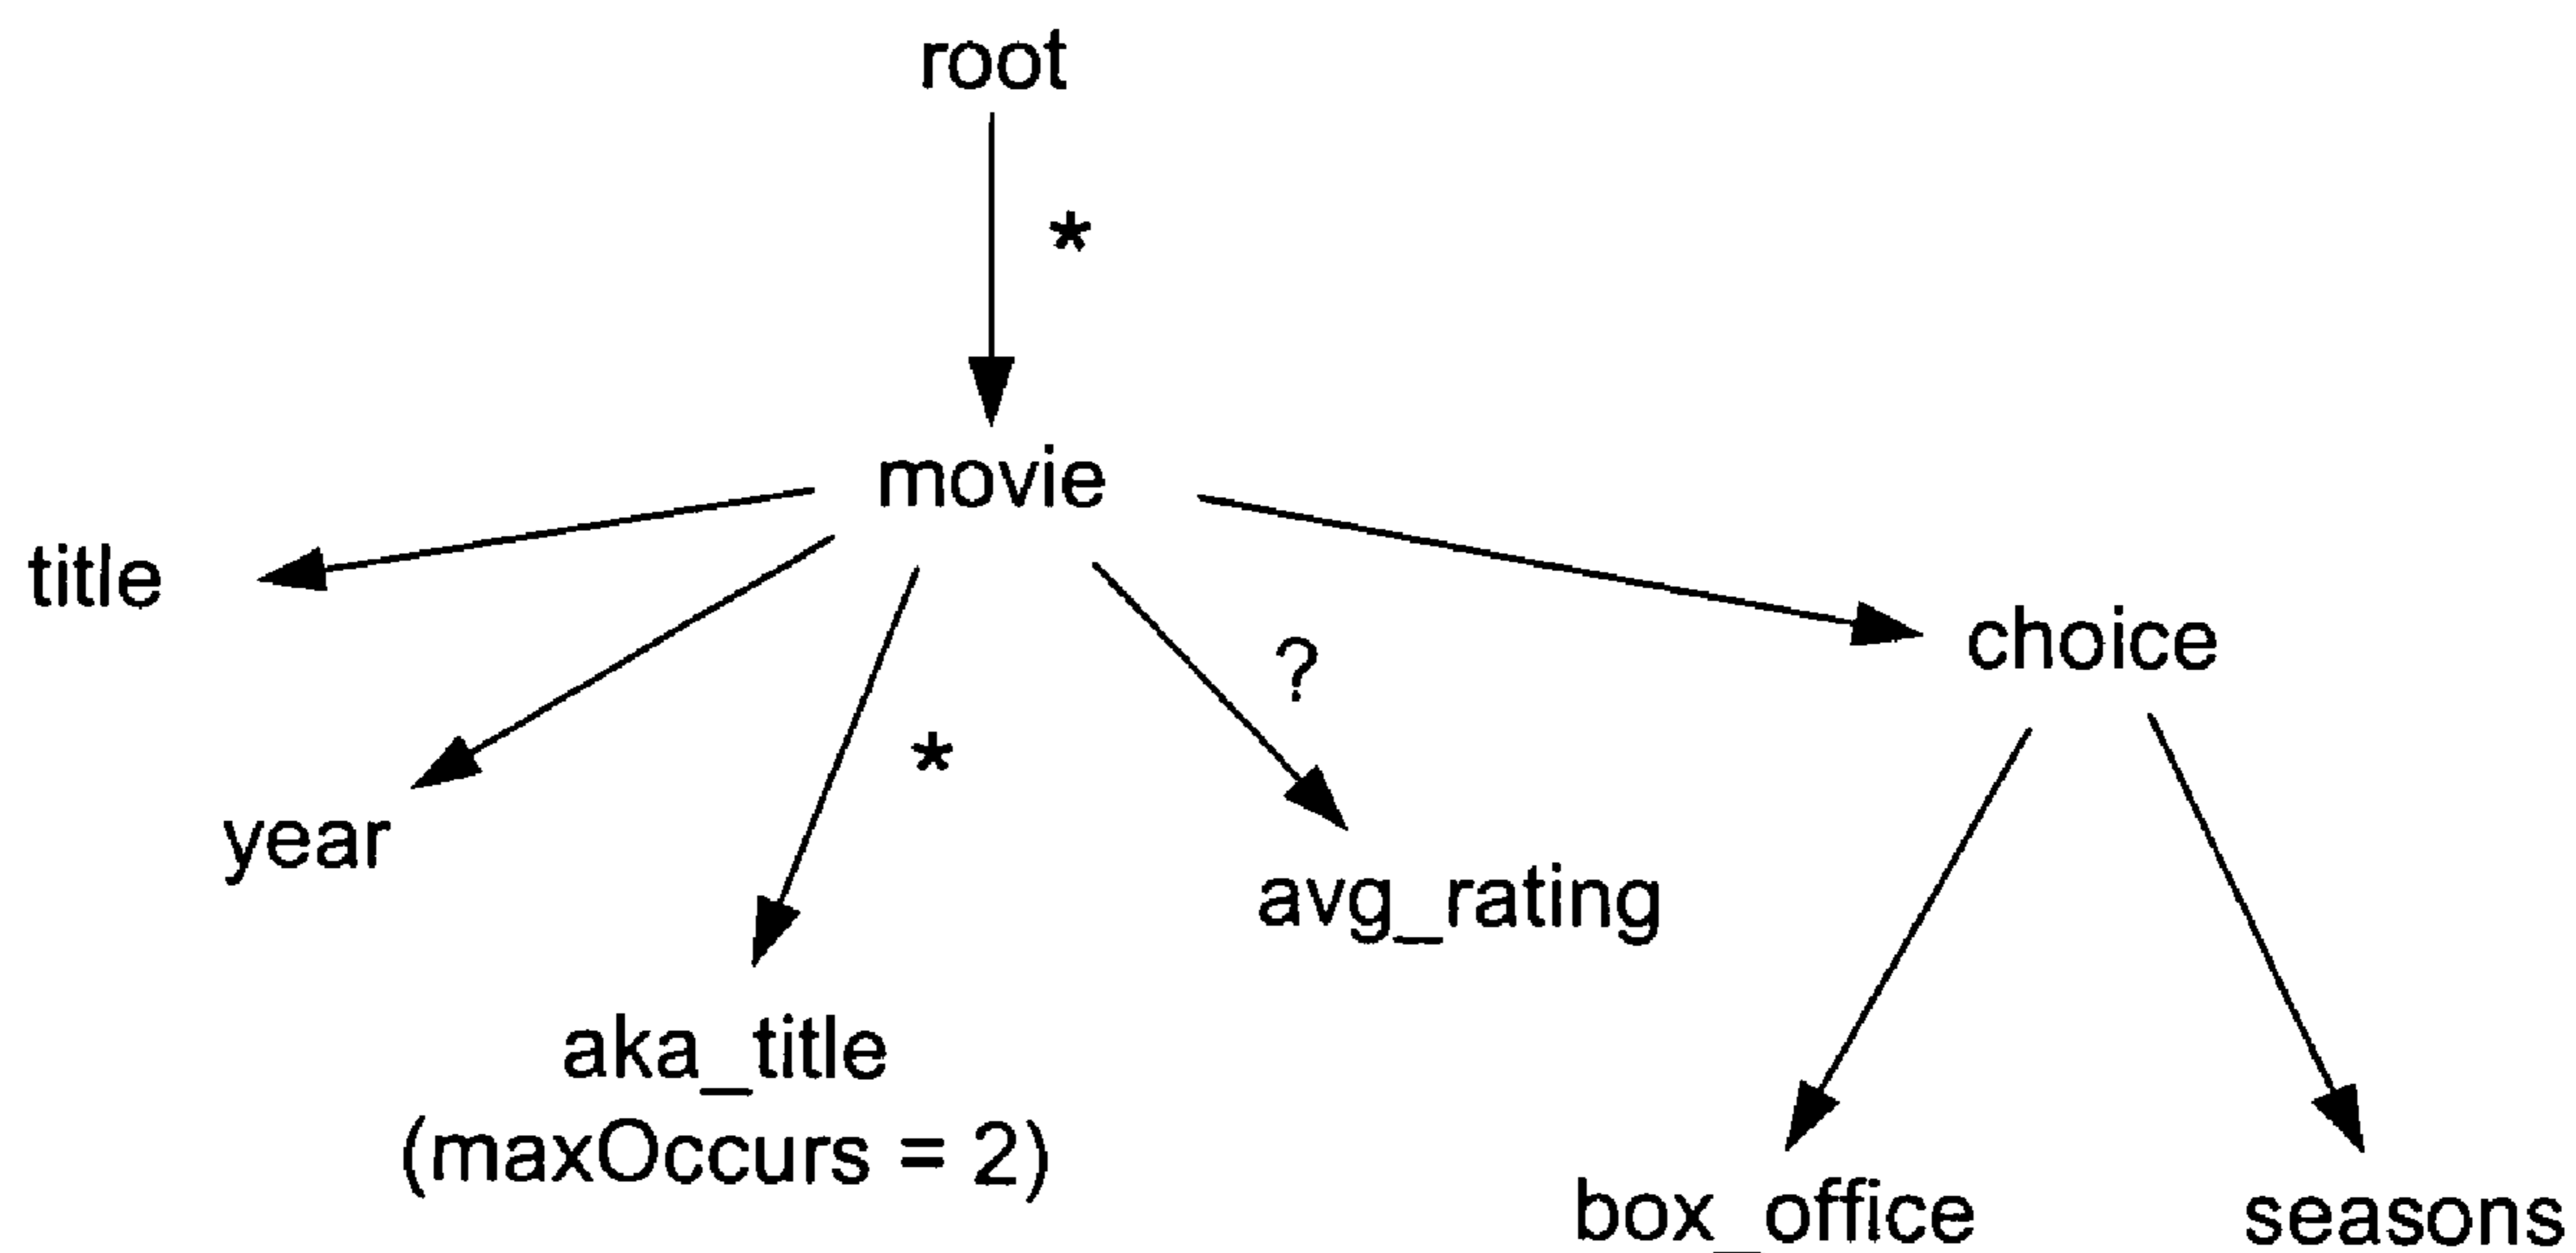 root
*
movie
title
choice
?
*
year
avg_rating
aka_title
(maxOccurs = 2)
box_office
seasons